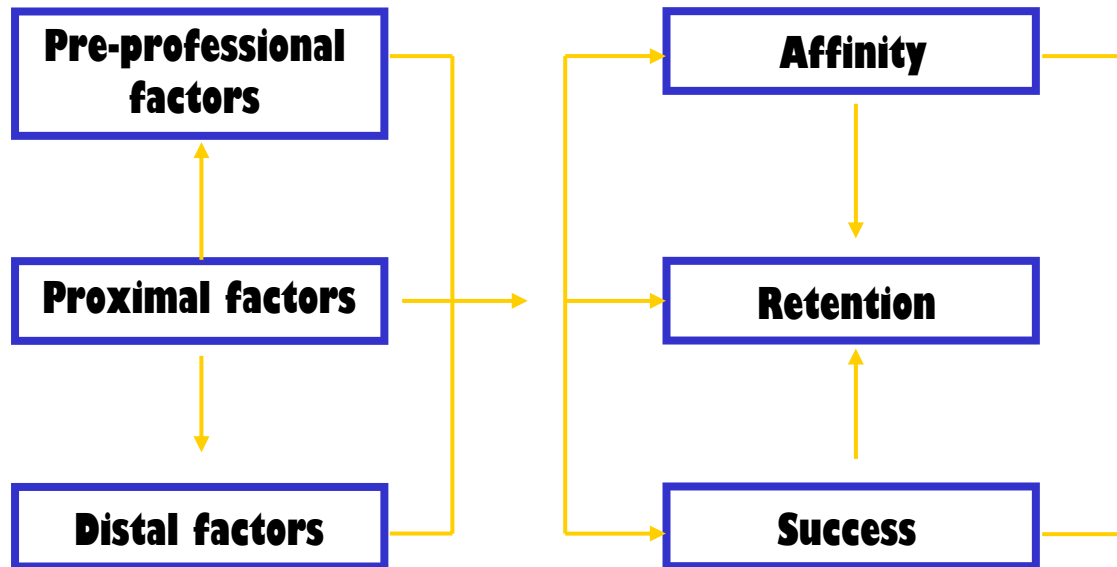 Pre-professional
factors
Affinity
Proximal factors
Retention
Distal factors
Success